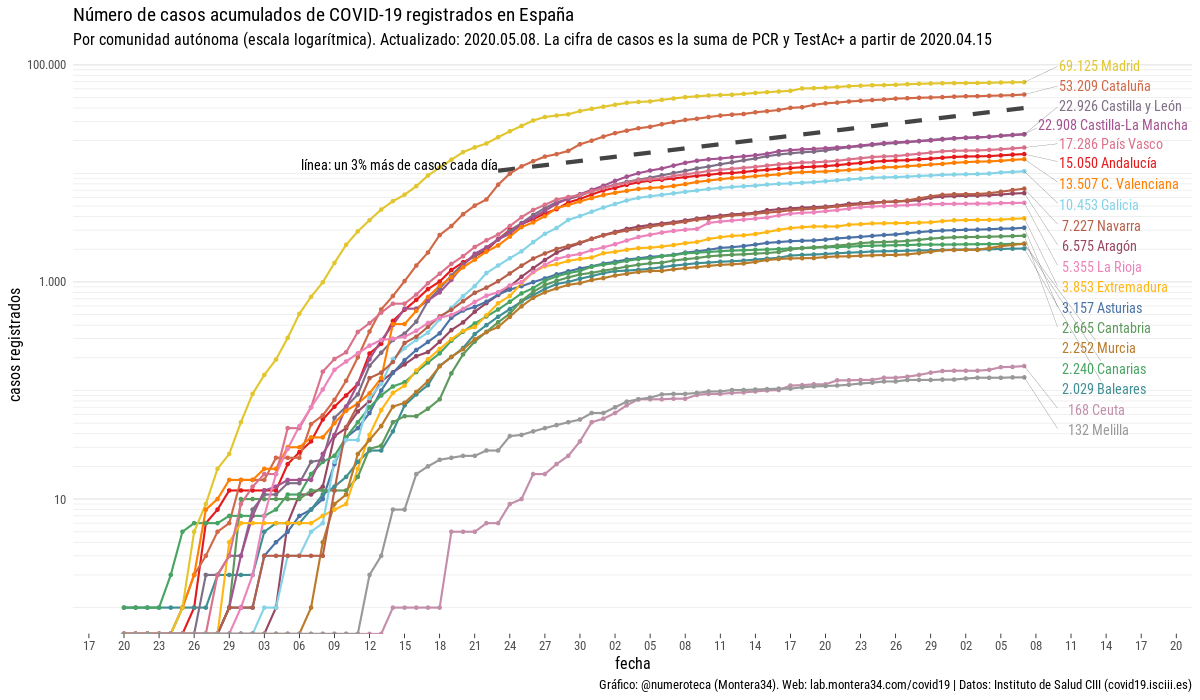 Número de casos acumulados de COVID-19 registrados en España
Por comunidad autónoma (escala logarítmica). Actualizado: 2020.05.08. La cifra de casos es la suma de PCR y TestAc+ a partir de 2020.04.15
100.000
1.000
10
casos registrados
línea: un 3% más de casos cada día
69.125 Madrid
53.209 Cataluña
22.926 Castilla y León
22.908 Castilla-La Mancha
17.286 País Vasco
15.050 Andalucía
13.507 C. Valenciana
10.453 Galicia
7.227 Navarra
6.575 Aragón
5.355 La Rioja
3.853 Extremadura
3.157 Asturias
2.665 Cantabria
2.252 Murcia
2.240 Canarias
2.029 Baleares
168 Ceuta
132 Melilla
17 20 23 26 29 03 06 09 12 15 18 21 24 27 30 02 05 08 11 14 17 20 23 26 29 02 05 08 11 14 17 20
fecha
Gráfico: @numeroteca (Montera34). Web: lab.montera34.com/covid19 | Datos: Instituto de Salud CIII (covid19.isciii.es)